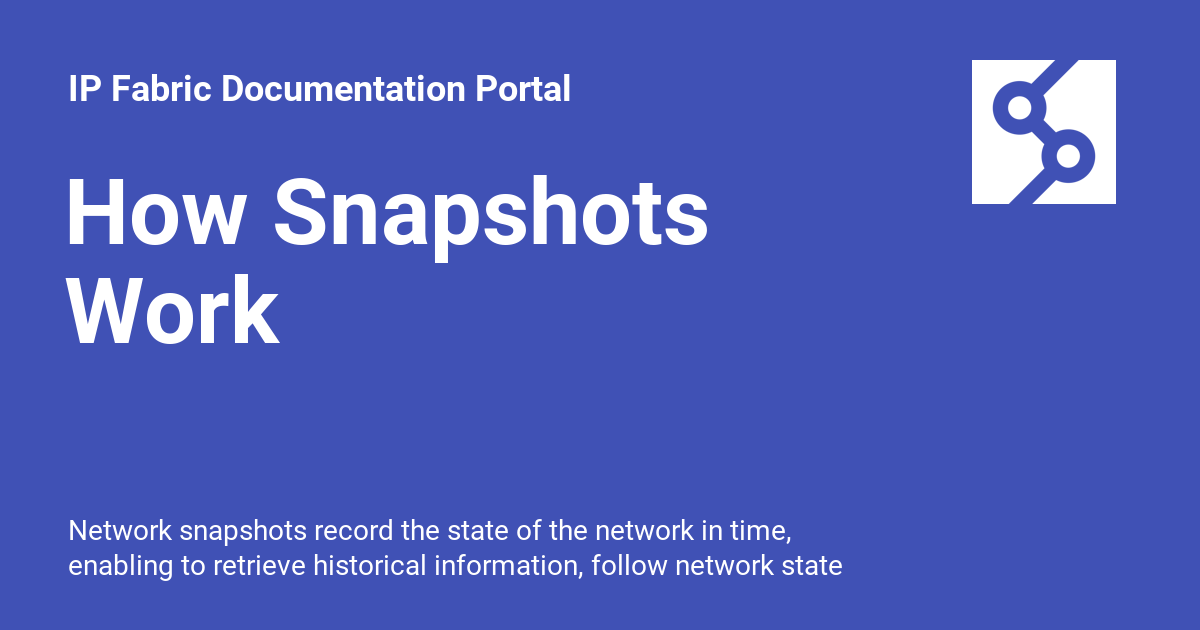 IP Fabric Documentation Portal
How Snapshots
Work
Network snapshots record the state of the network in time,
enabling to retrieve historical information, follow network state